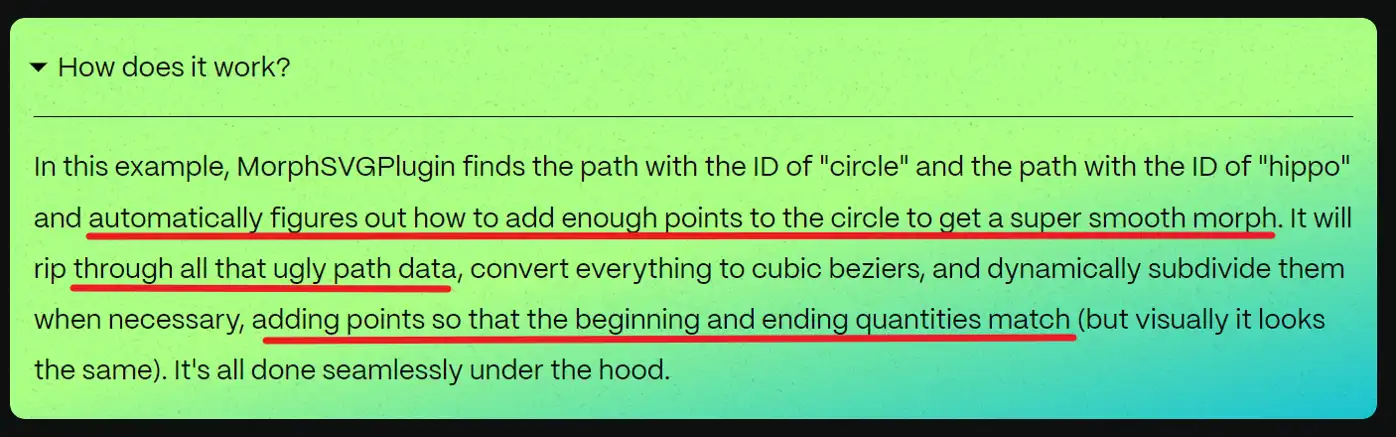 How does it work?
In this example, MorphSVGPlugin finds the path with the ID of "circle" and the path with the ID of "hippo"
and automatically figures out how to add enough points to the circle to get a super smooth morph. It will
rip through all that ugly path data, convert everything to cubic beziers, and dynamically subdivide them
when necessary, adding points so that the beginning and ending quantities match (but visually it looks
the same). It's all done seamlessly under the hood.